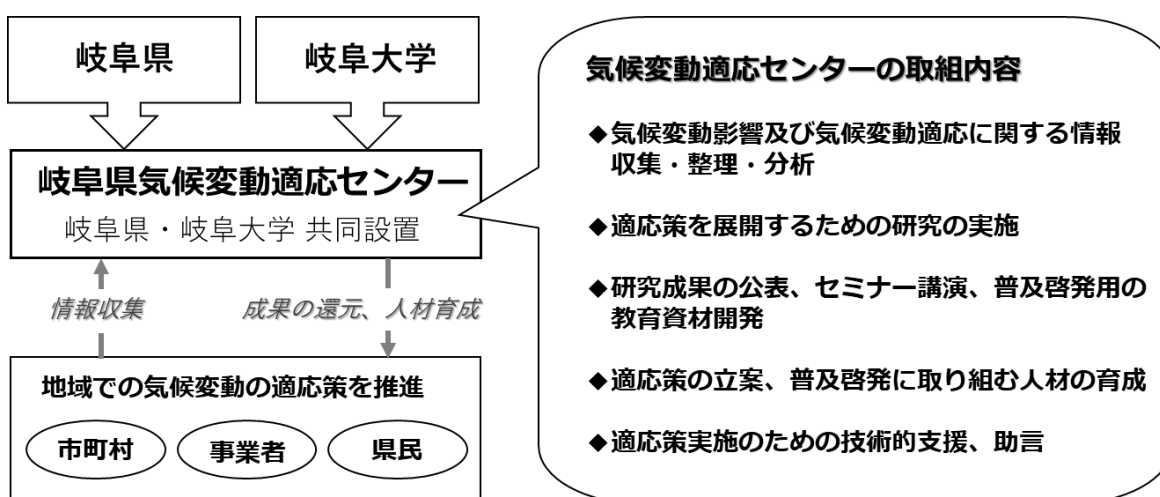 岐阜県
岐阜大学
岐阜県気候変動適応センター
岐阜県・岐阜大学 共同設置
情報収集
成果の還元、人材育成
地域での気候変動の適応策を推進
市町村
事業者
県民
気候変動適応センターの取組内容
◆気候変動影響及び気候変動適応に関する情報
収集・整理・分析
◆適応策を展開するための研究の実施
◆研究成果の公表、セミナー講演、普及啓発用の
教育資材開発
◆適応策の立案、普及啓発に取り組む人材の育成
◆適応策実施のための技術的支援、助言